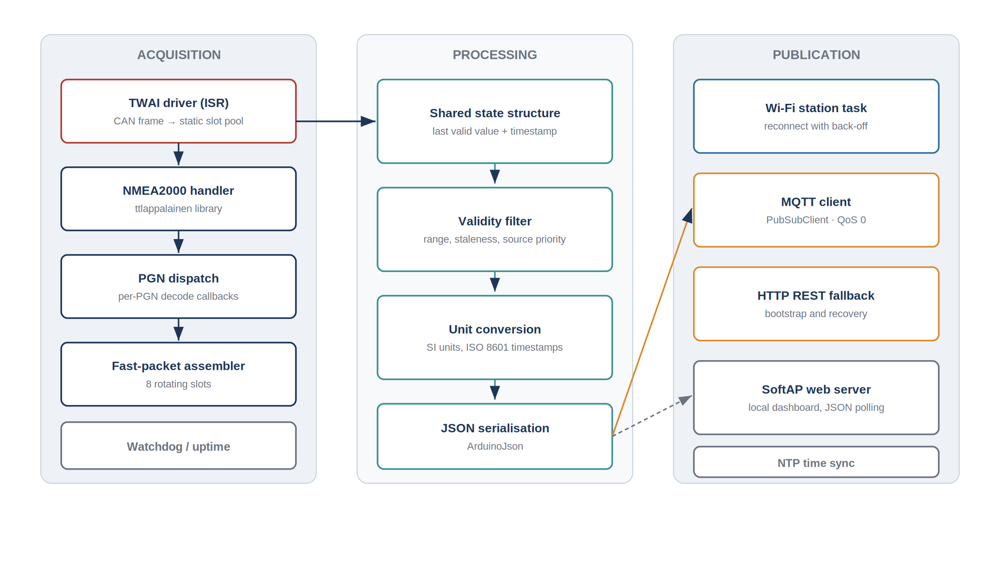 ACQUISITION
TWAI driver (ISR)
CAN frame → static slot pool
NMEA2000 handler
ttlappalainen library
PGN dispatch
per-PGN decode callbacks
Fast-packet assembler
8 rotating slots
Watchdog / uptime
PROCESSING
Shared state structure
last valid value + timestamp
Validity filter
range, staleness, source priority
Unit conversion
SI units, ISO 8601 timestamps
JSON serialisation
ArduinoJson
PUBLICATION
Wi-Fi station task
reconnect with back-off
MQTT client
PubSubClient · QoS 0
HTTP REST fallback
bootstrap and recovery
SoftAP web server
local dashboard, JSON polling
NTP time sync